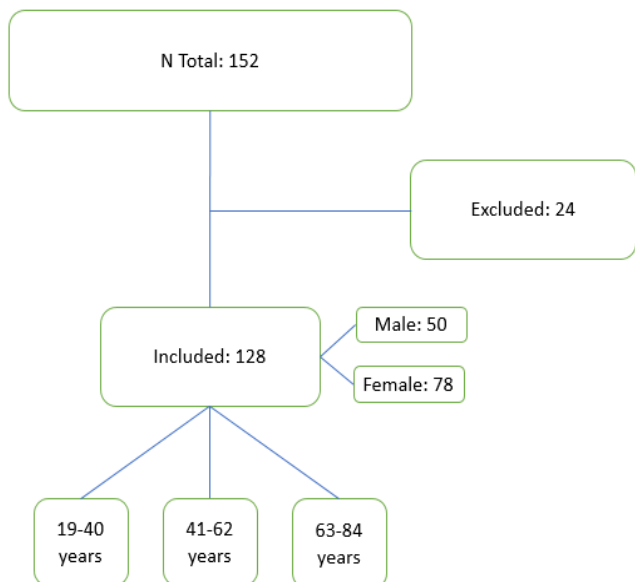 N Total: 152
Excluded: 24
Included: 128
Male: 50
Female: 78
19-40
years
41-62
years
63-84
years